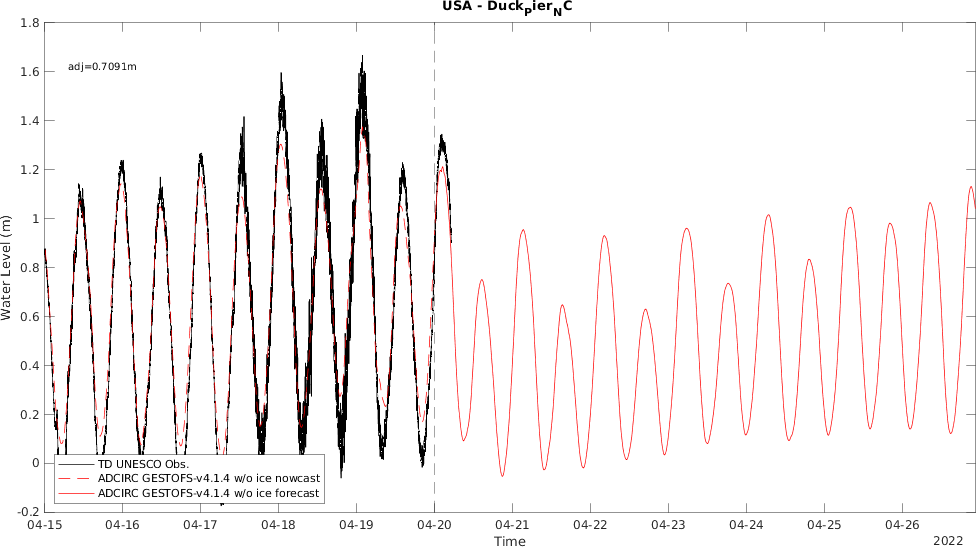 USA - Duck_Pier_NC
1.8
1.6
1.4
1.2
1
0.8
0.6
0.4
0.2
0
-0.2
Water Level (m)
adj=0.7091m
TD UNESCO Obs.
ADCIRC GESTOFS-v4.1.4 w/o ice nowcast
ADCIRC GESTOFS-v4.1.4 w/o ice forecast
04-15 04-16 04-17 04-18 04-19 04-20 04-21 04-22 04-23 04-24 04-25 04-26
Time
2022